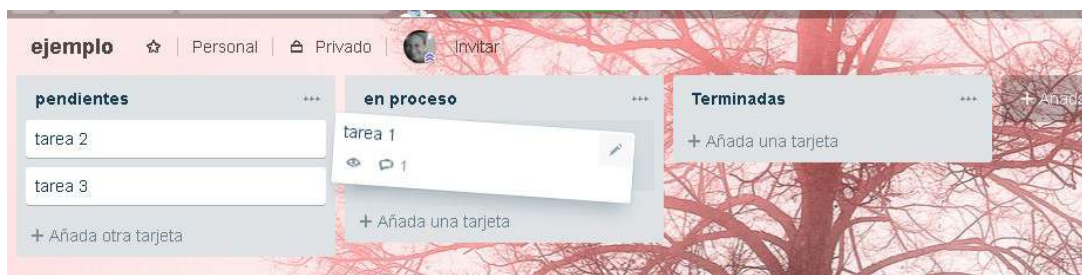 ejemplo Personal Privado Invitar
pendientes
tarea 2
tarea 3
+ Añada otra tarjeta
en proceso
tarea 1
1
+ Añada una tarjeta
Terminadas
+ Añada una tarjeta
+ Añada